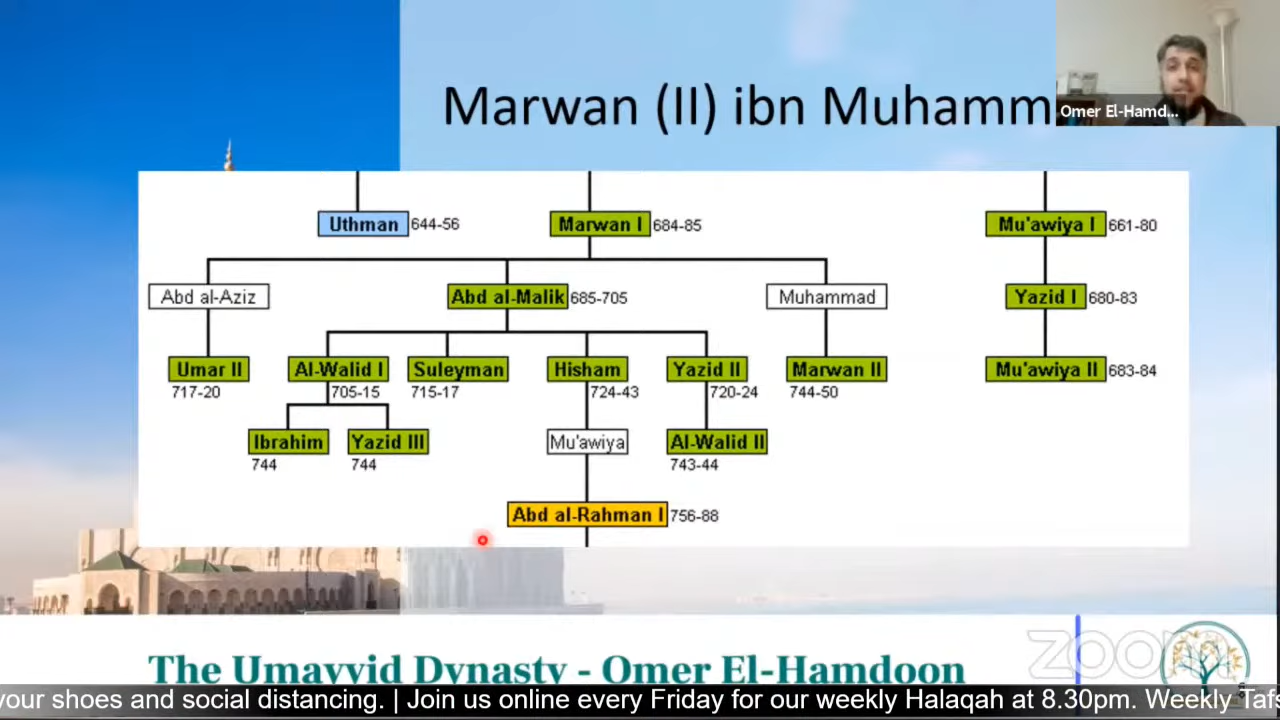 Marwan (II) ibn Muhamm
Omer El-Hamd...
Uthman 644-56
Marwan I 684-85
Mu'awiya I 661-80
Abd al-Aziz
Abd al-Malik 685-705
Muhammad
Yazid I 680-83
Umar II
717-20
Al-Walid I
705-15
Suleyman
715-17
Hisham
724-43
Yazid II
720-24
Marwan II
744-50
Mu'awiya II 683-84
Ibrahim
744
Yazid III
744
Mu'awiya
Al-Walid II
743-44
Abd al-Rahman I 756-88
zoom
The Umayyid Dynasty - Omer El-Hamdoon
your shoes and social distancing. | Join us online every Friday for our weekly Halaqah at 8.30pm. Weekly Tafs